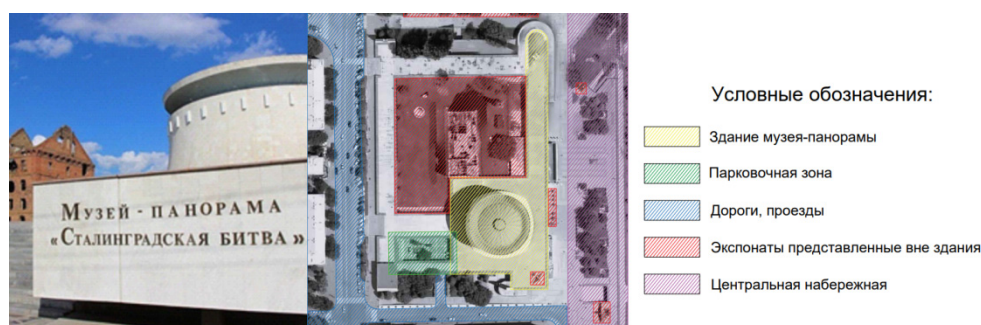 МУЗЕЙ - ПАНОРАМА
«СТАЛИНГРАДСКАЯ БИТВА»
Условные обозначения:
Здание музея-панорамы
Парковочная зона
Дороги, проезды
Экспонаты представленные вне здания
Центральная набережная